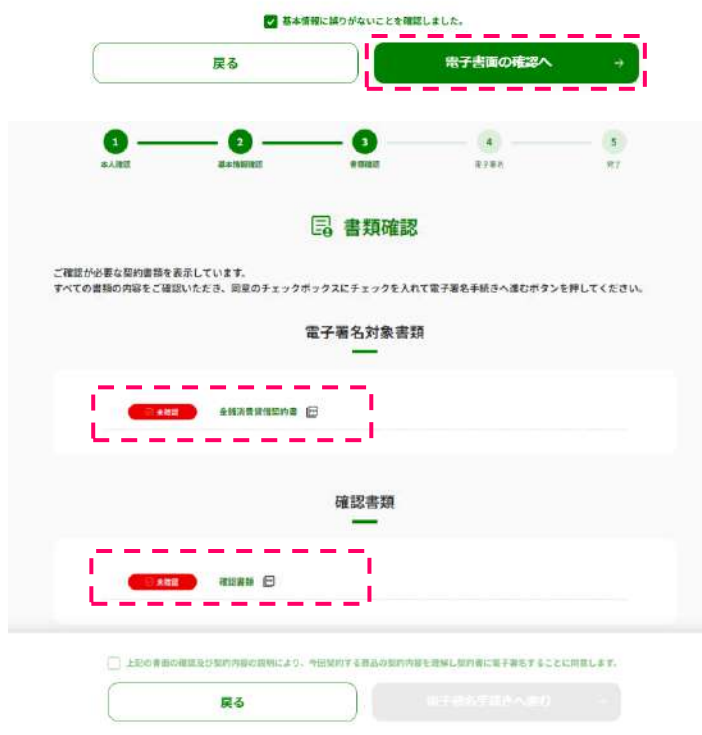 基本情報に誤りがないことを確認しました。
戻る
電子書面の確認へ →
1 2 3 4 5
本人確認 基本情報確認 書類確認 電子署名 完了
書類確認
ご確認が必要な契約書類を表示しています。
すべての書類の内容をご確認いただき、同意のチェックボックスにチェックを入れて電子署名手続きへ進むボタンを押してください。
電子署名対象書類
未確認 金銭消費貸借契約書
確認書類
未確認 確認書類
上記の書面の確認及び契約内容の説明により、今回契約する商品の契約内容を理解し契約書に電子署名することに同意します。
戻る
電子署名手続きへ進む →